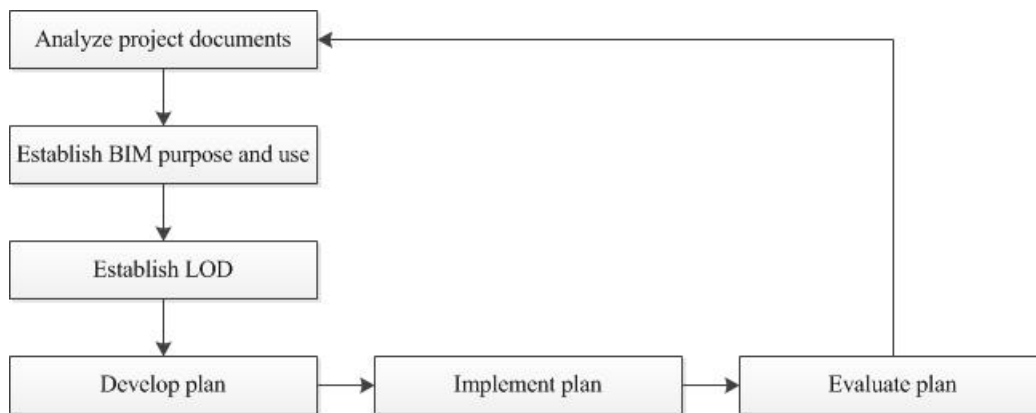 Analyze project documents
Establish BIM purpose and use
Establish LOD
Develop plan
Implement plan
Evaluate plan